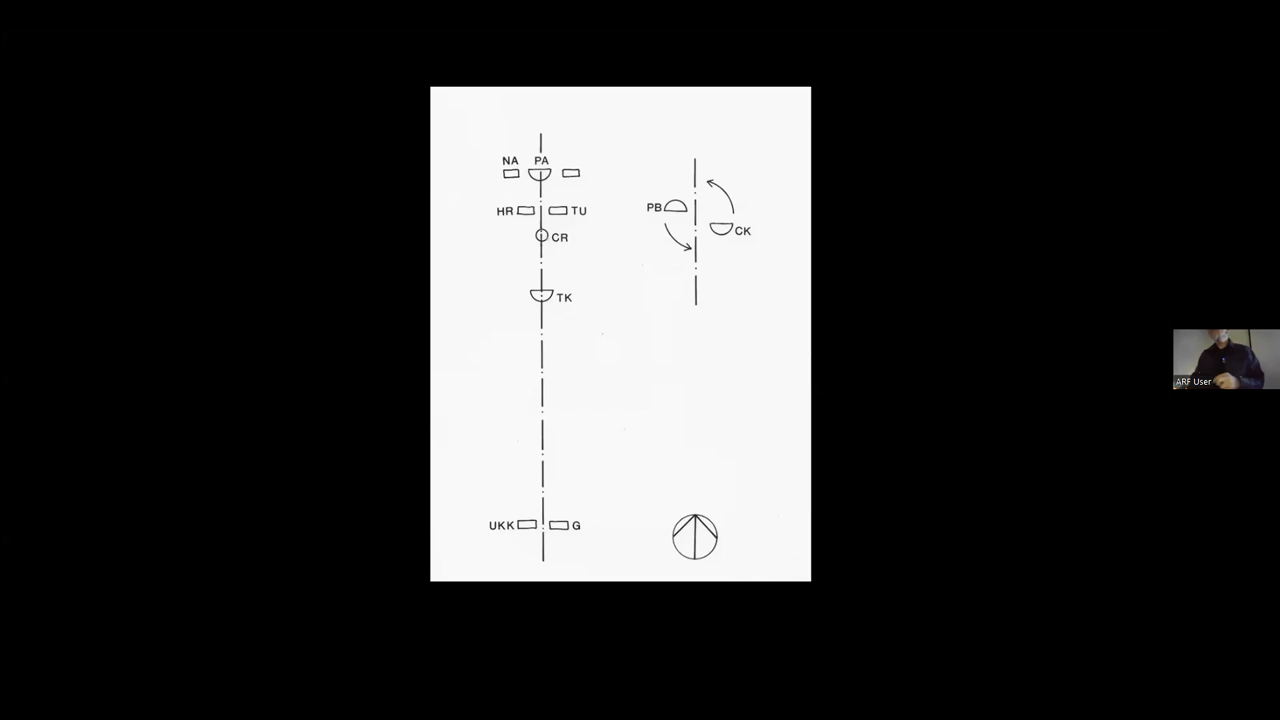 NA PA
HR TU
CR
TK
UKK G
PB
CK
ARF User